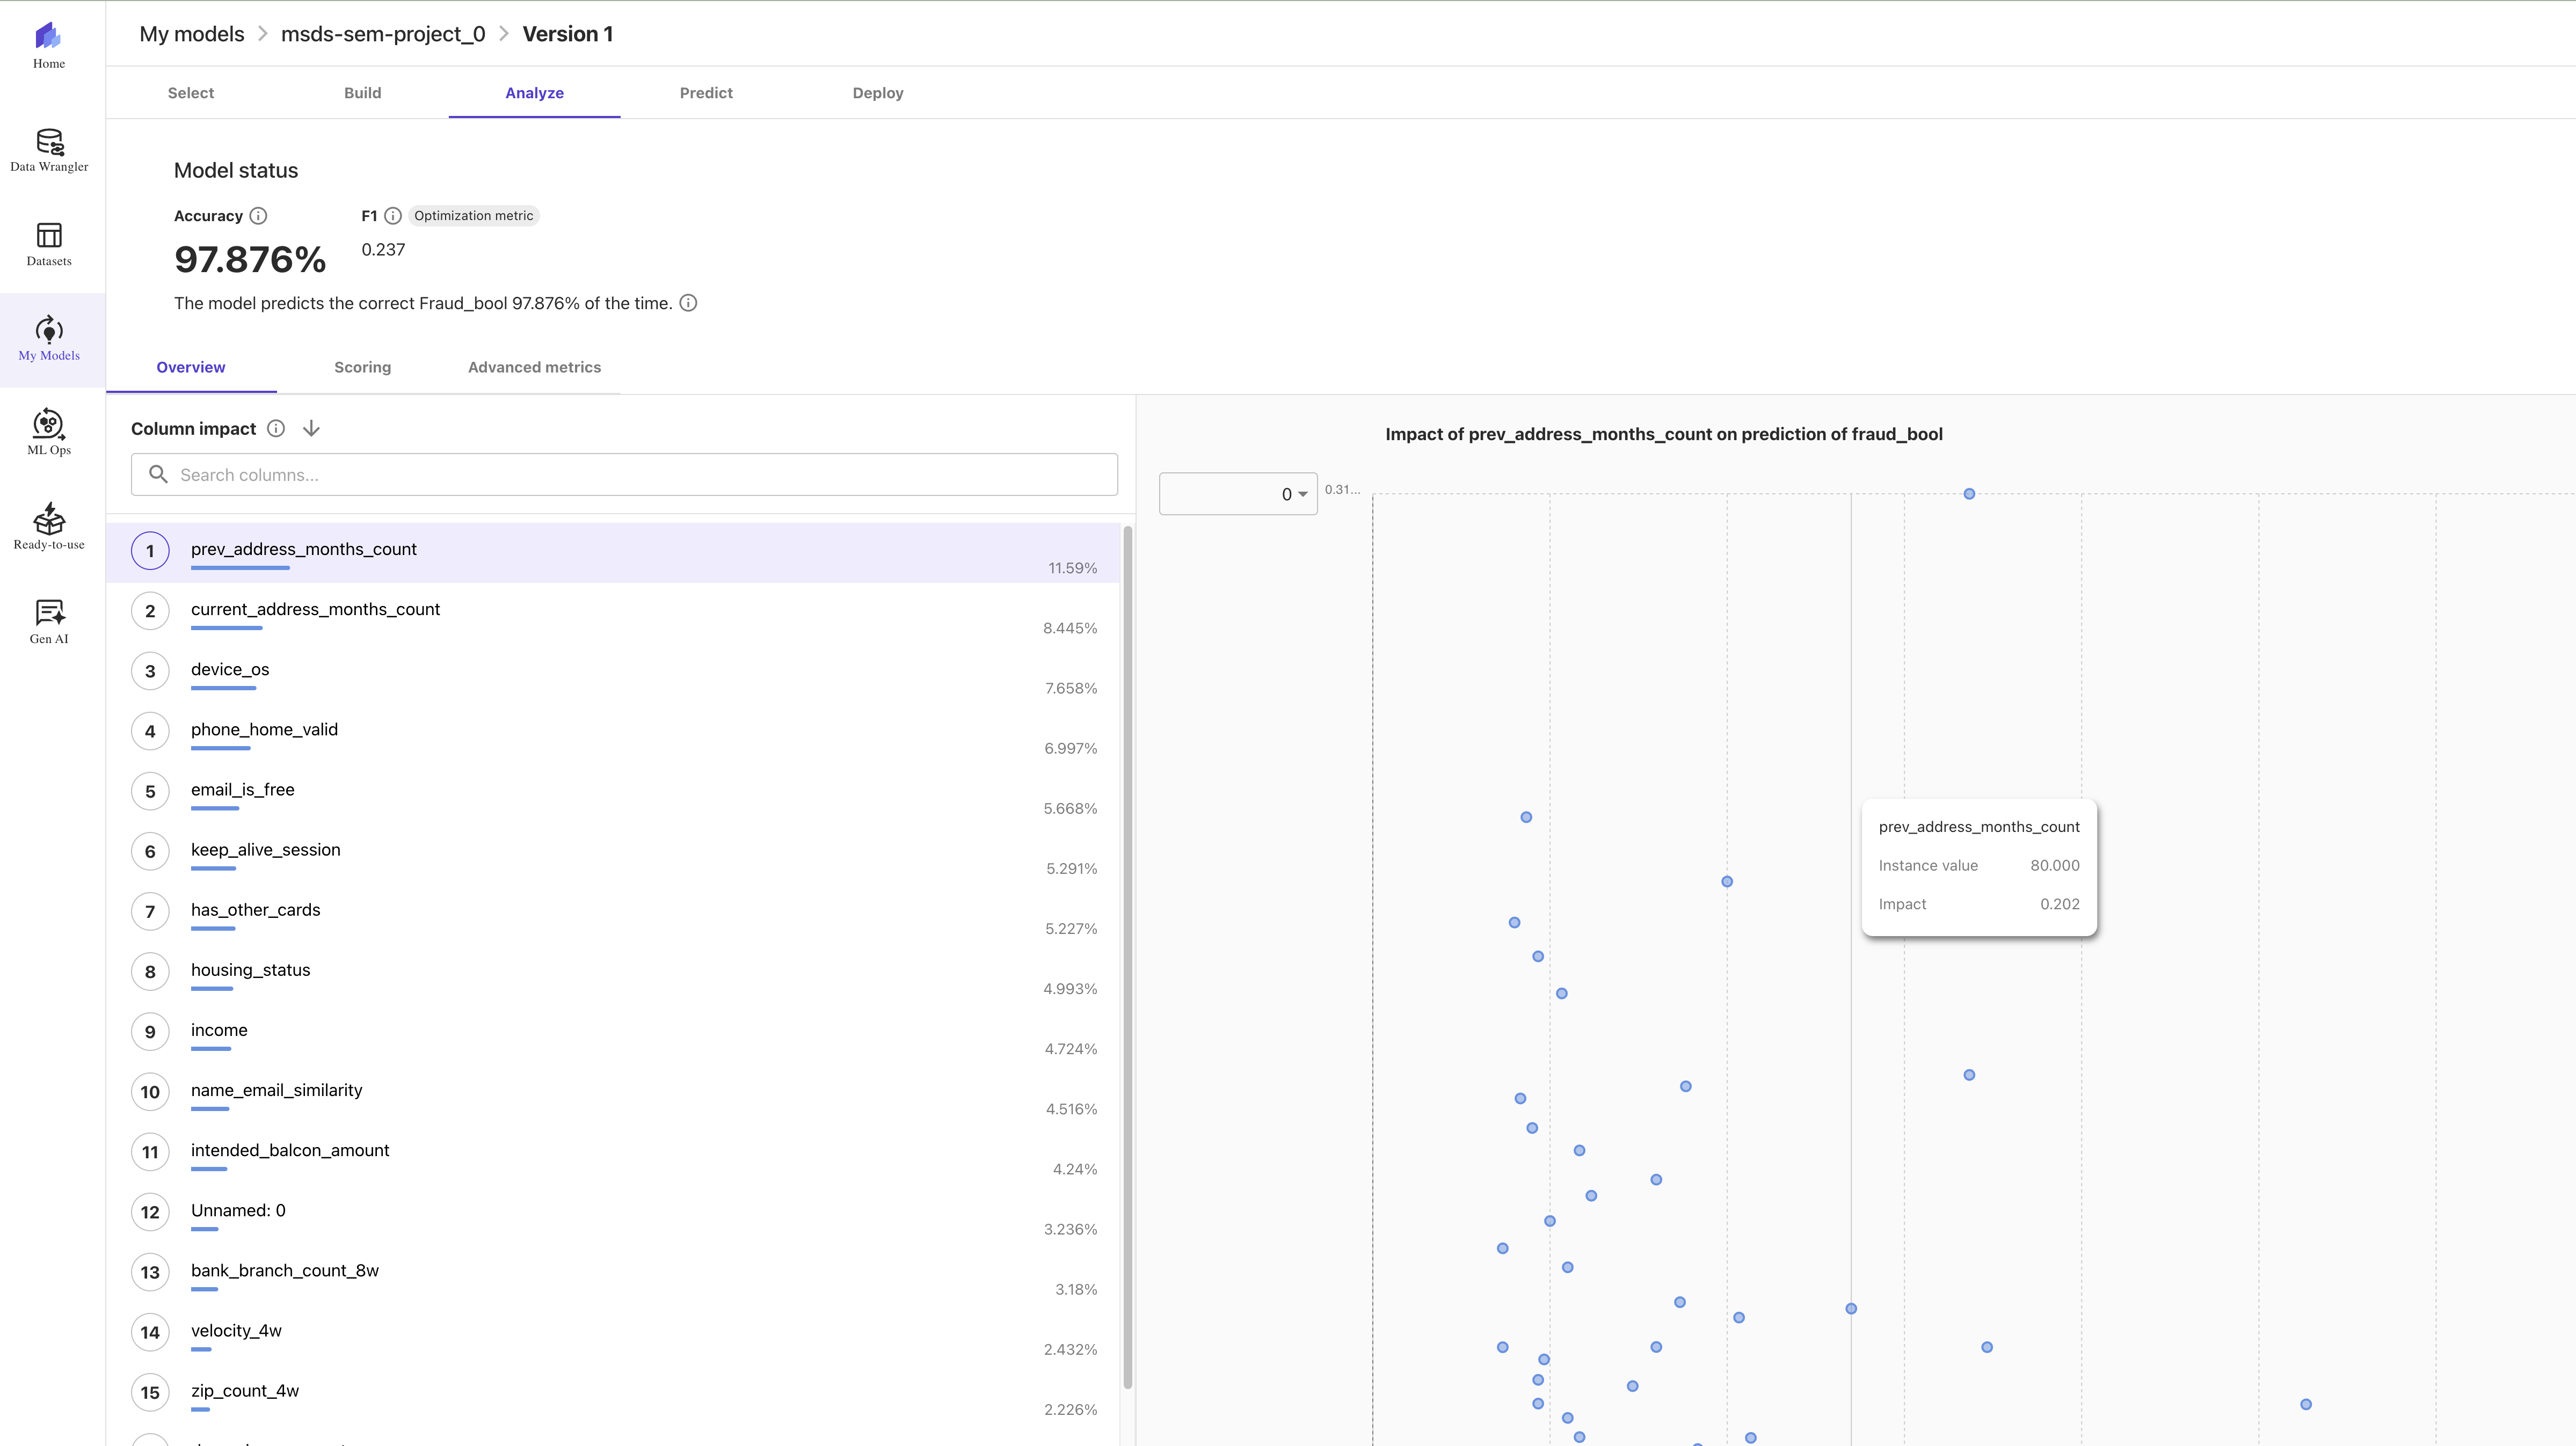 My models > msds-sem-project_0 > Version 1
Home
Data Wrangler
Datasets
My Models
ML Ops
Ready-to-use
Gen AI
Select Build Analyze Predict Deploy
Model status
Accuracy F1 Optimization metric
97.876% 0.237
The model predicts the correct Fraud_bool 97.876% of the time.
Overview Scoring Advanced metrics
Column impact
Search columns...
1 prev_address_months_count 11.59%
2 current_address_months_count 8.445%
3 device_os 7.658%
4 phone_home_valid 6.997%
5 email_is_free 5.668%
6 keep_alive_session 5.291%
7 has_other_cards 5.227%
8 housing_status 4.993%
9 income 4.724%
10 name_email_similarity 4.516%
11 intended_balcon_amount 4.24%
12 Unnamed: 0 3.236%
13 bank_branch_count_8w 3.18%
14 velocity_4w 2.432%
15 zip_count_4w 2.226%
Impact of prev_address_months_count on prediction of fraud_bool
0 0.31...
prev_address_months_count
Instance value 80.000
Impact 0.202